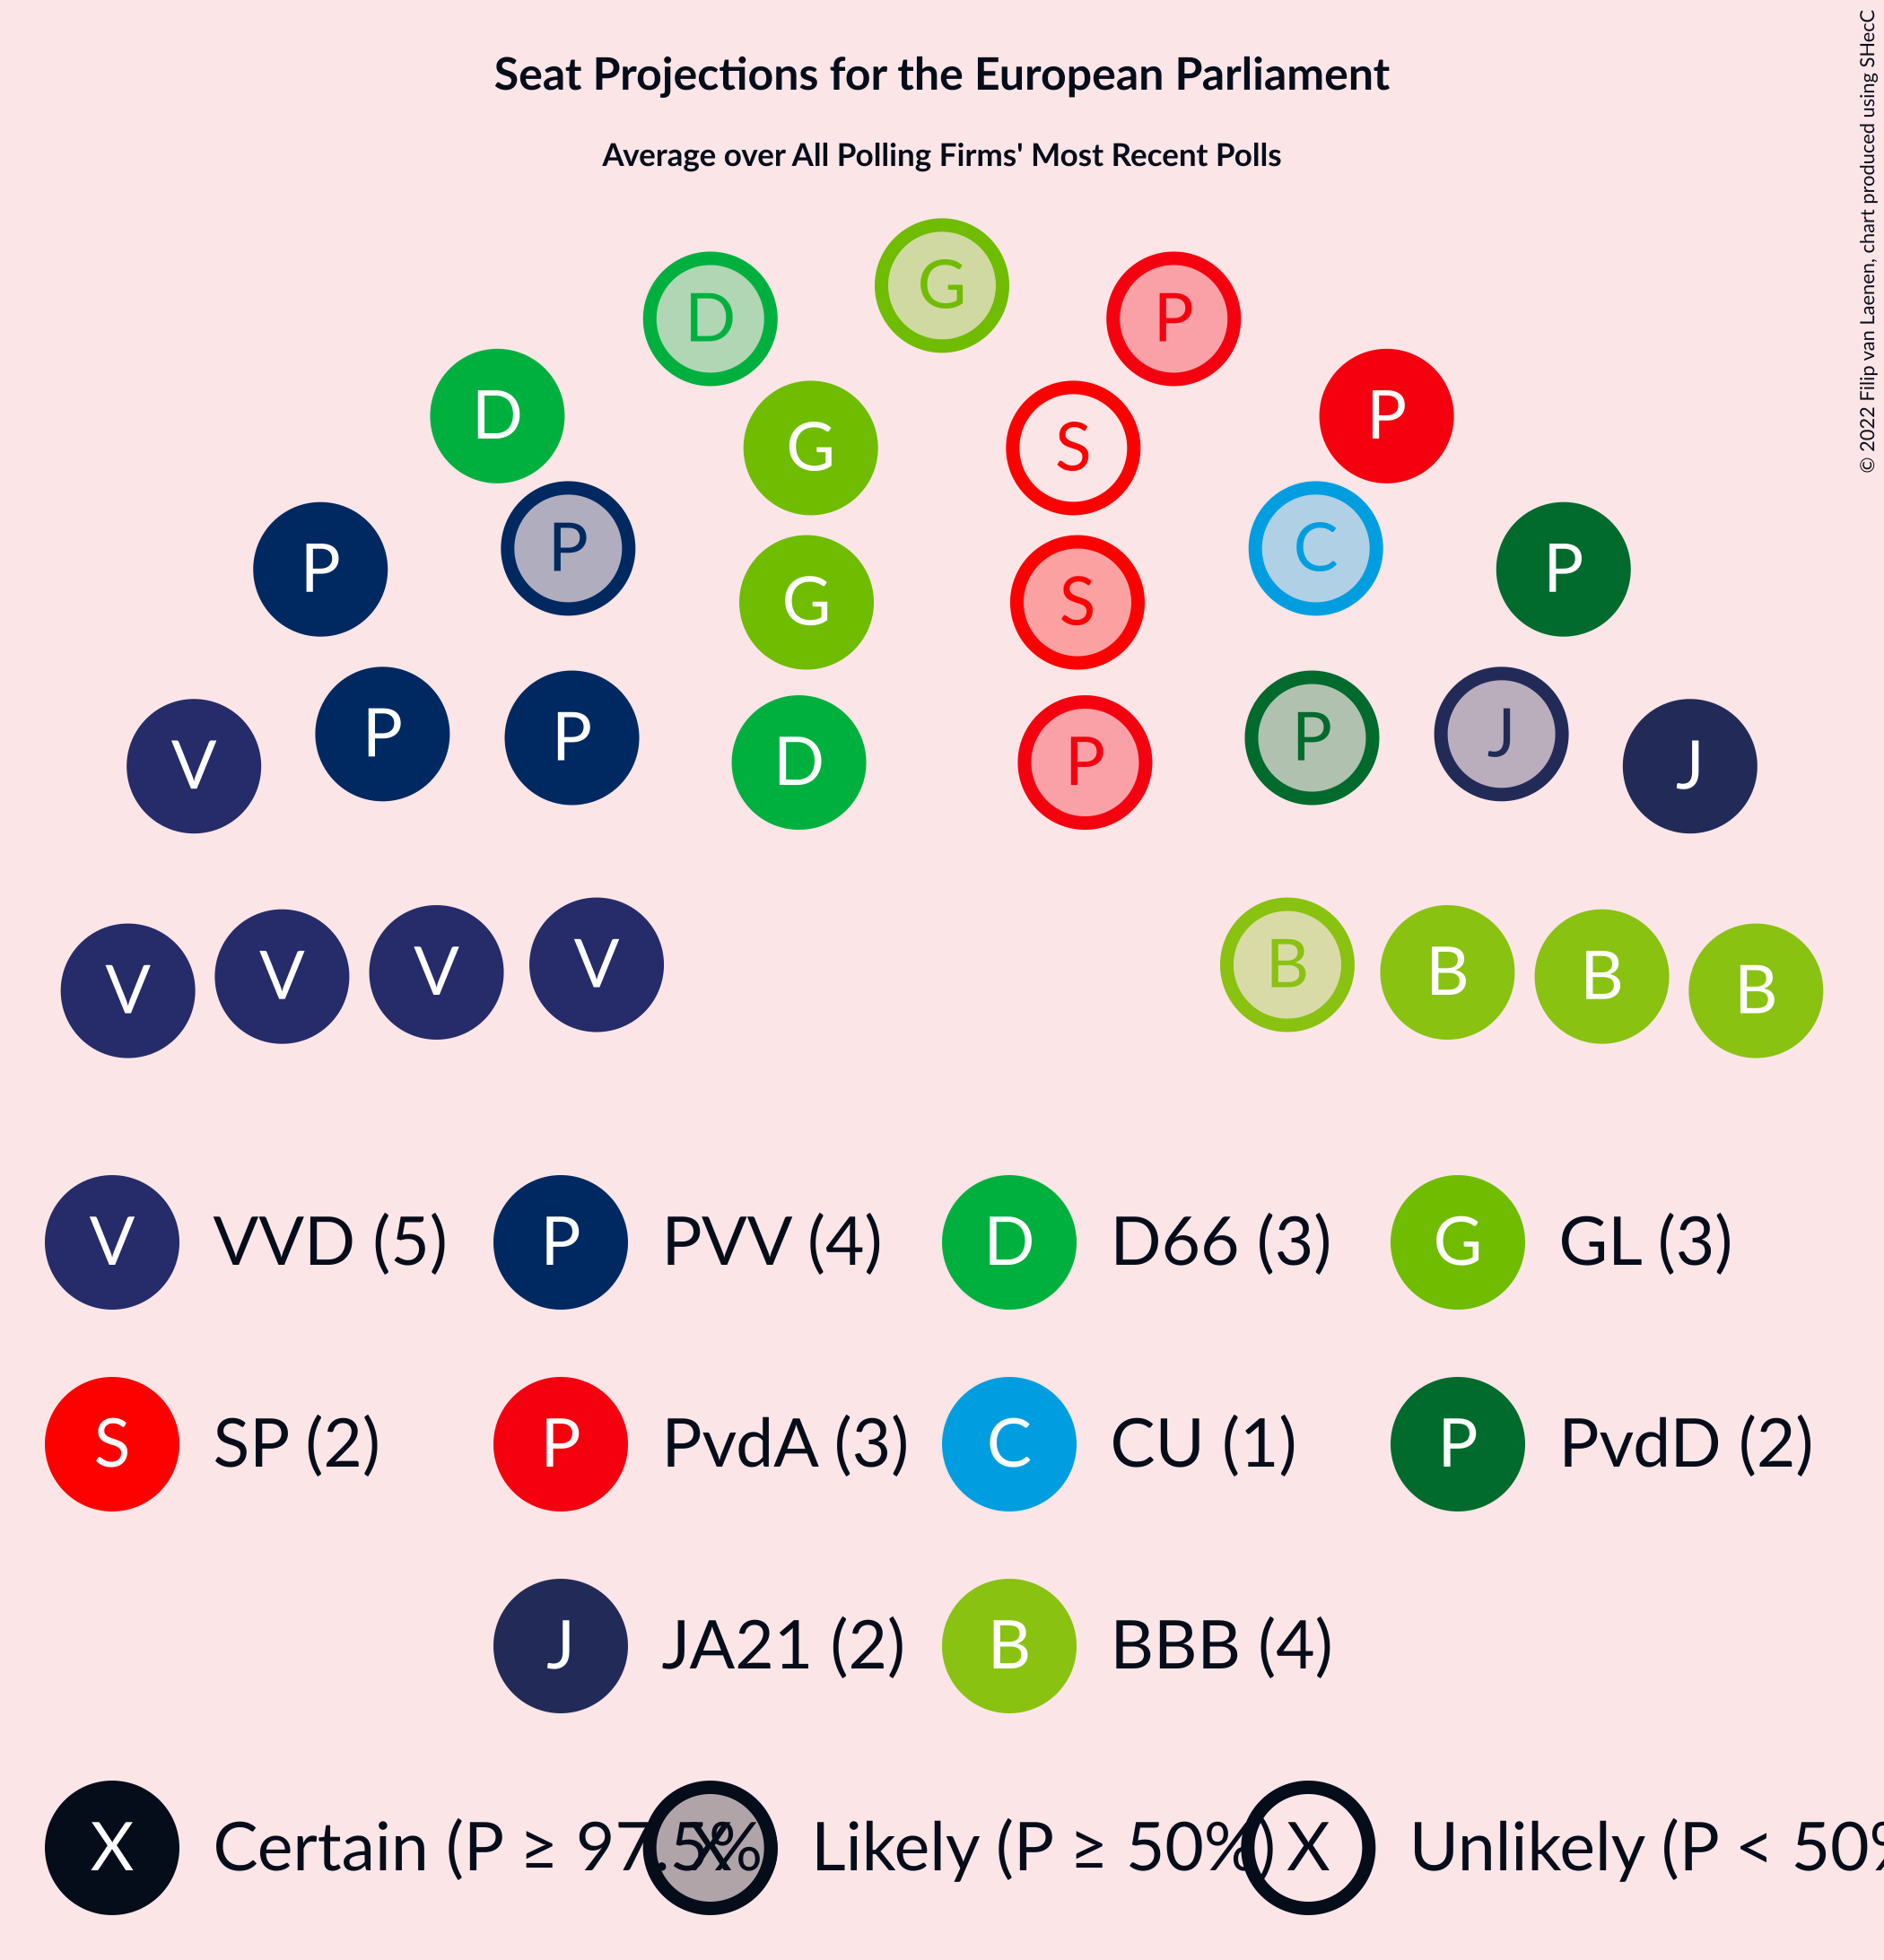 Seat Projections for the European Parliament
Average over All Polling Firms' Most Recent Polls
© 2022 Filip van Laenen, chart produced using SHecC
G
D P
D P
G S
P C
P P
G S
P J
P P
D P
V J
V V V V
B B B B
V VVD (5) P PVV (4) D D66 (3) G GL (3)
S SP (2) P PvdA (3) C CU (1) P PvdD (2)
J JA21 (2) B BBB (4)
X Certain (P ≥ 97.5% X Likely (P ≥ 50%) X Unlikely (P < 50%